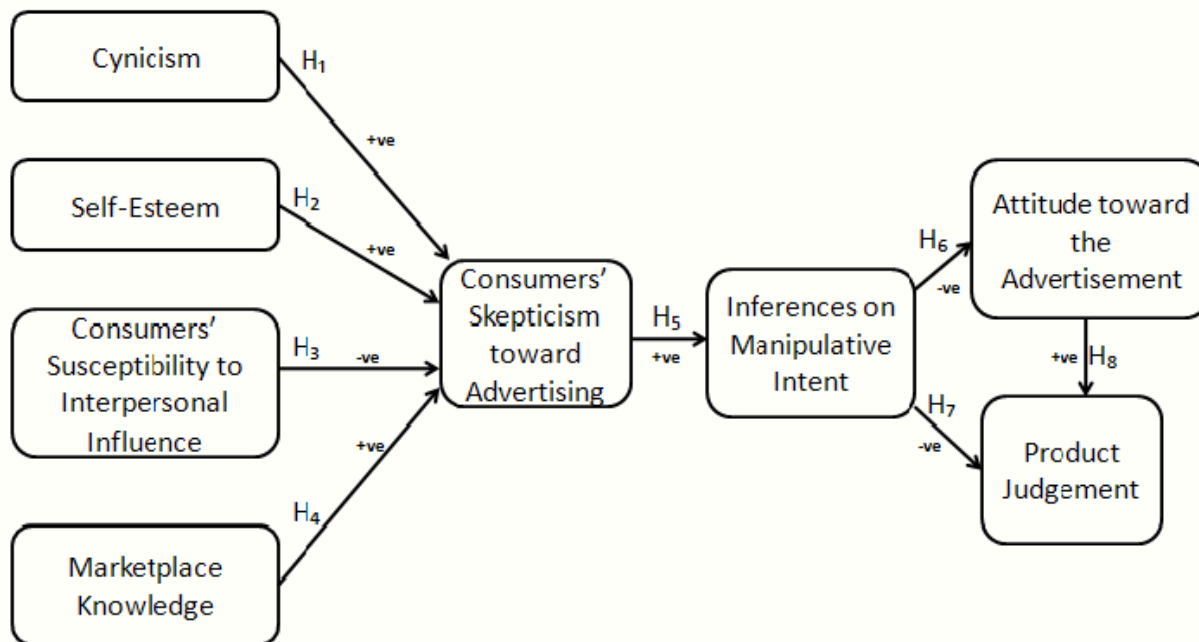 Cynicism
H₁
+ve
Self-Esteem
H₂
+ve
Consumers’
Susceptibility to
Interpersonal
Influence
H₃
-ve
Marketplace
Knowledge
H₄
+ve
Consumers’
Skepticism
toward
Advertising
H₅
+ve
Inferences on
Manipulative
Intent
H₆
-ve
Attitude toward
the
Advertisement
H₇
-ve
+ve H₈
Product
Judgement